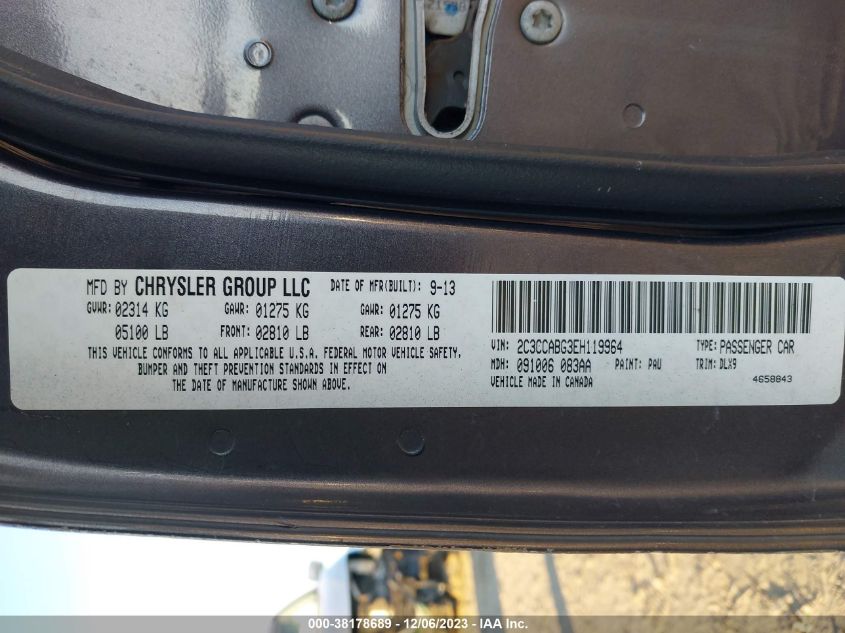 MFD BY CHRYSLER GROUP LLC DATE OF MFR(BUILT): 9-13
GVWR: 02314 KG GAWR: 01275 KG GAWR: 01275 KG
05100 LB FRONT: 02810 LB REAR: 02810 LB
THIS VEHICLE CONFORMS TO ALL APPLICABLE U.S.A. FEDERAL MOTOR VEHICLE SAFETY,
BUMPER AND THEFT PREVENTION STANDARDS IN EFFECT ON
THE DATE OF MANUFACTURE SHOWN ABOVE.
VIN: 2C3CCABG3EH119964 TYPE: PASSENGER CAR
MDH: 091006 083AA PAINT: PAU TRIM: DLX9
VEHICLE MADE IN CANADA 4658843
000-38178689 - 12/06/2023 - IAA Inc.